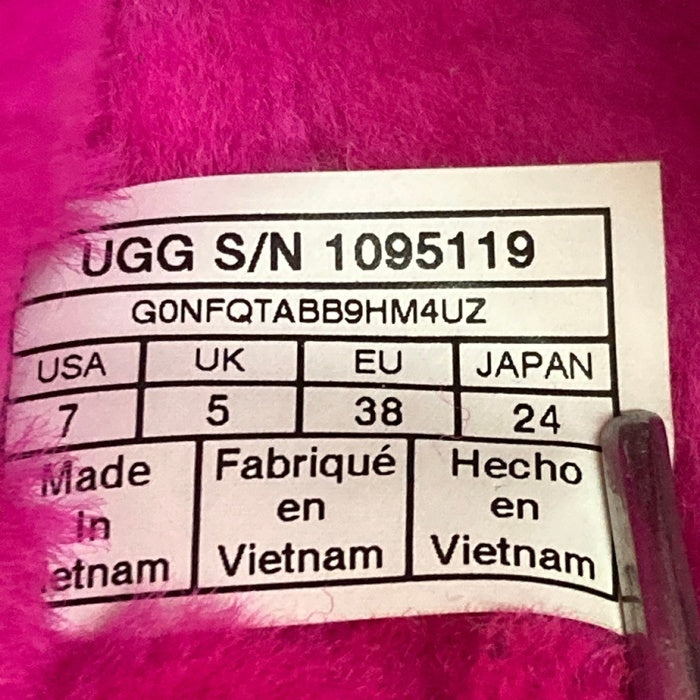 UGG S/N 1095119
G0NFQTABB9HM4UZ
USA UK EU JAPAN
7 5 38 24
Made Fabriqué Hecho
in en en
etnam Vietnam Vietnam